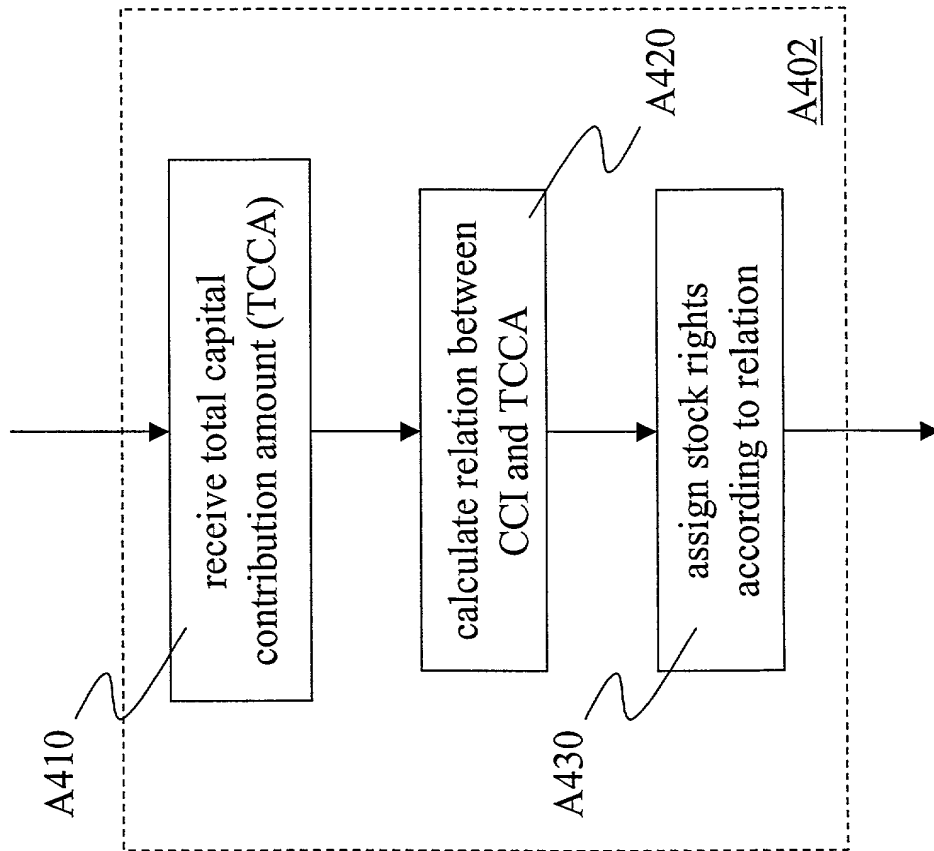 A410
receive total capital
contribution amount (TCCA)
calculate relation between
CCI and TCCA
A420
A430
assign stock rights
according to relation
A402